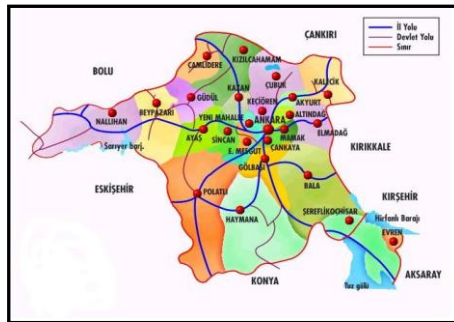 İl Yolu
Devlet Yolu
Sınır
ÇANKIRI
KIZILCAHAMAM
ÇAMLIDERE
BOLU
ÇUBUK
KALECİK
KAZAN
KEÇİÖREN
AKYURT
GÜDÜL
BEYPAZARI
NALLIHAN
YENİ MAHALLE
ANKARA
ALTINDAĞ
ELMADAĞ
MAMAK
AYAŞ
SİNCAN
ÇANKAYA
Sarıyer barj.
E. MESGUT
KIRIKKALE
GÖLBAŞI
ESKİŞEHİR
BALA
POLATLI
KIRŞEHİR
HAYMANA
ŞEREFLİKOÇHİSAR
Hirfanlı Barajı
EVREN
KONYA
AKSARAY
Tuz gölü